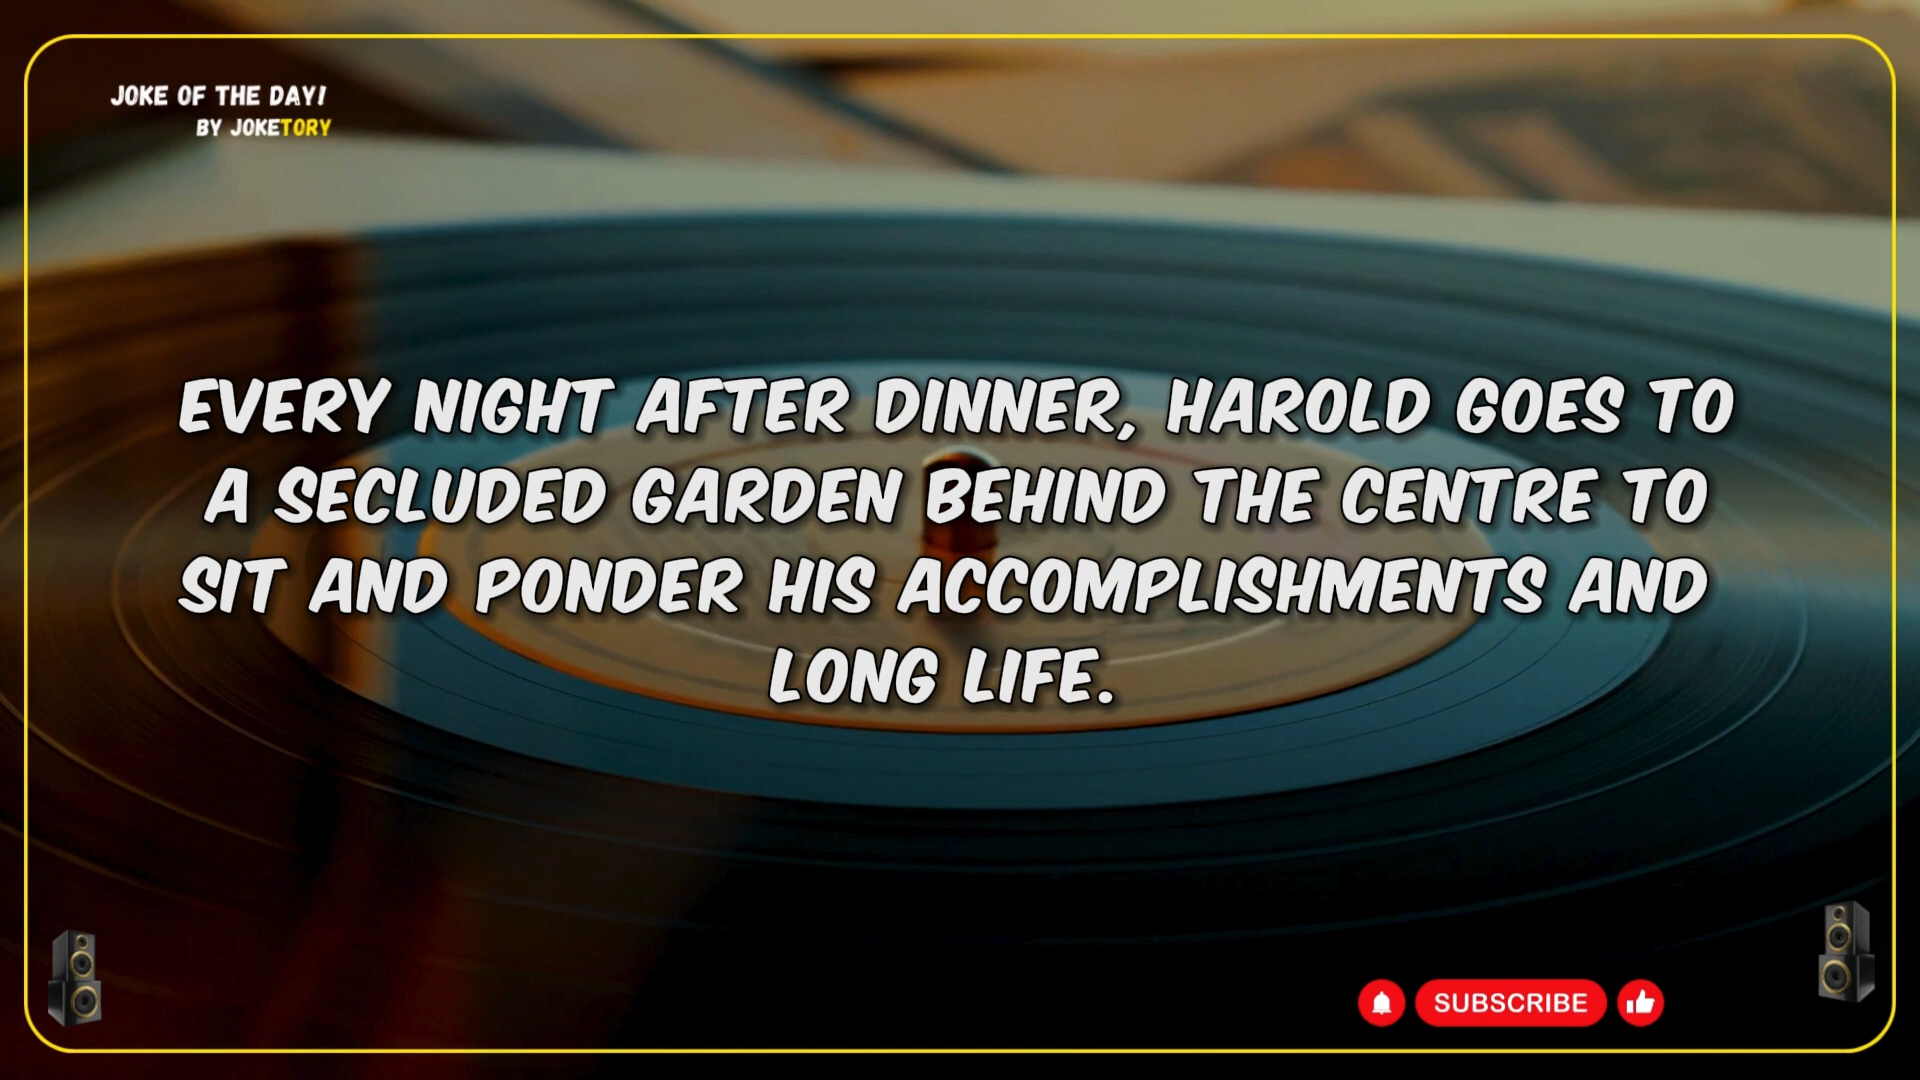 JOKE OF THE DAY!
BY JOKETORY
EVERY NIGHT AFTER DINNER, HAROLD GOES TO
A SECLUDED GARDEN BEHIND THE CENTRE TO
SIT AND PONDER HIS ACCOMPLISHMENTS AND
LONG LIFE.
SUBSCRIBE